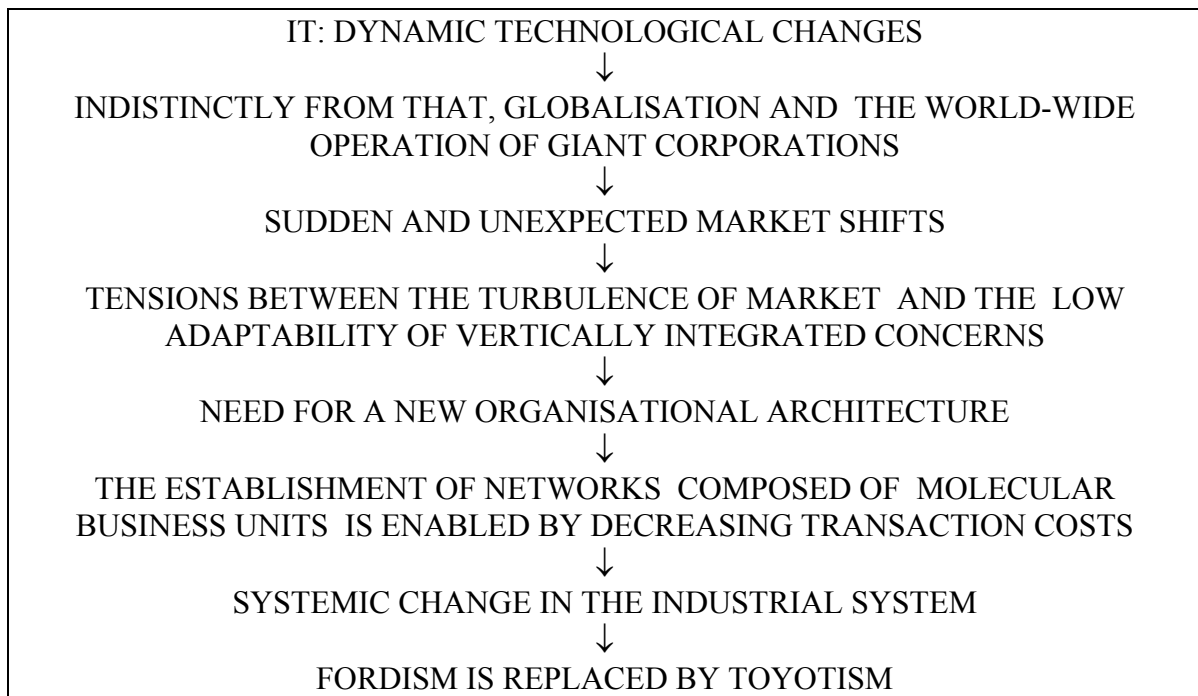 IT: DYNAMIC TECHNOLOGICAL CHANGES
↓
INDISTINCTLY FROM THAT, GLOBALISATION AND THE WORLD-WIDE
OPERATION OF GIANT CORPORATIONS
↓
SUDDEN AND UNEXPECTED MARKET SHIFTS
↓
TENSIONS BETWEEN THE TURBULENCE OF MARKET AND THE LOW
ADAPTABILITY OF VERTICALLY INTEGRATED CONCERNS
↓
NEED FOR A NEW ORGANISATIONAL ARCHITECTURE
↓
THE ESTABLISHMENT OF NETWORKS COMPOSED OF MOLECULAR
BUSINESS UNITS IS ENABLED BY DECREASING TRANSACTION COSTS
↓
SYSTEMIC CHANGE IN THE INDUSTRIAL SYSTEM
↓
FORDISM IS REPLACED BY TOYOTISM